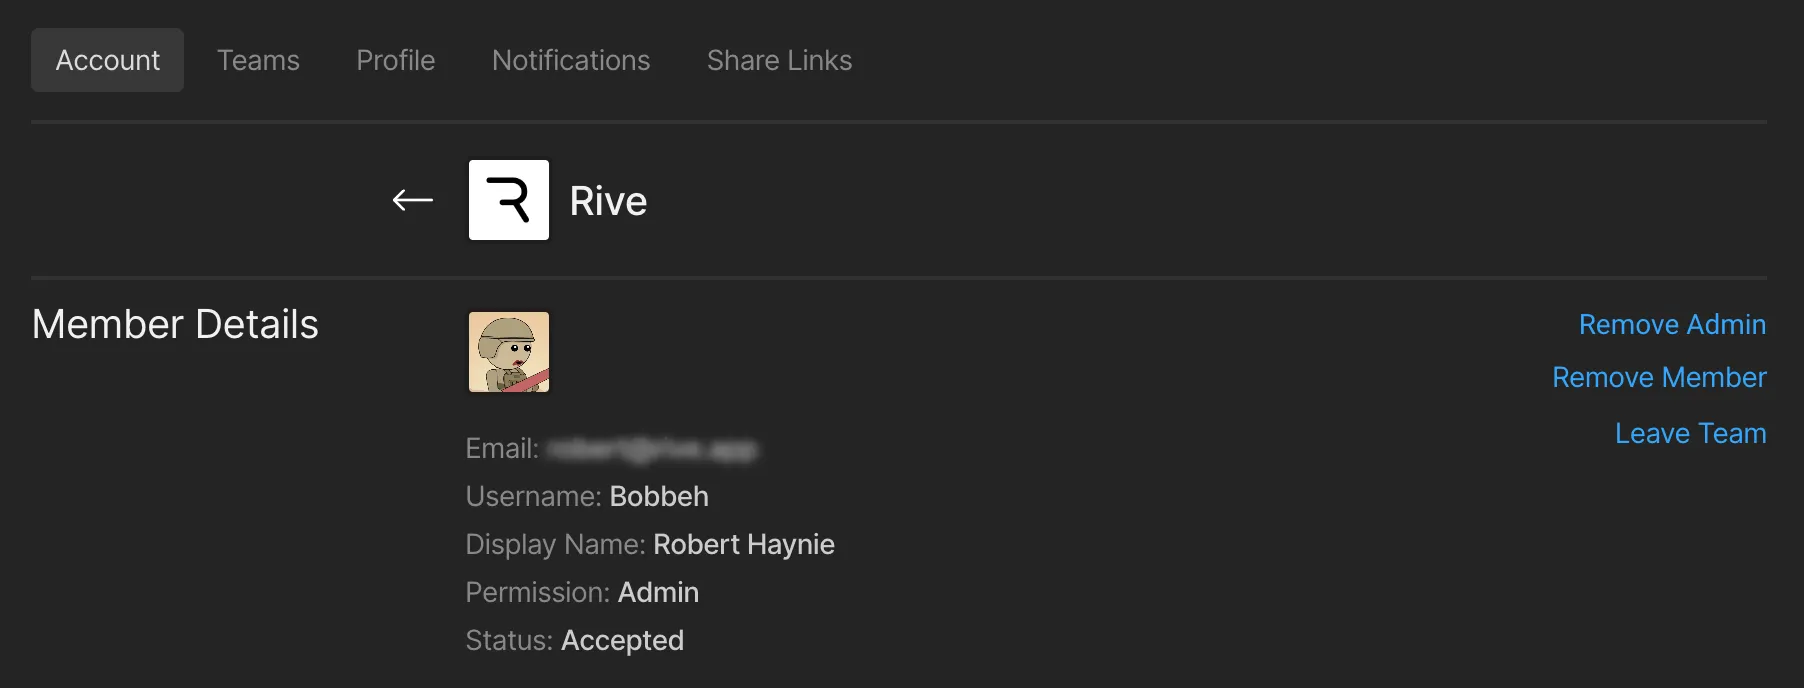 Account Teams Profile Notifications Share Links
Rive
Member Details
Remove Admin
Remove Member
Leave Team
Email:
Username: Bobbeh
Display Name: Robert Haynie
Permission: Admin
Status: Accepted